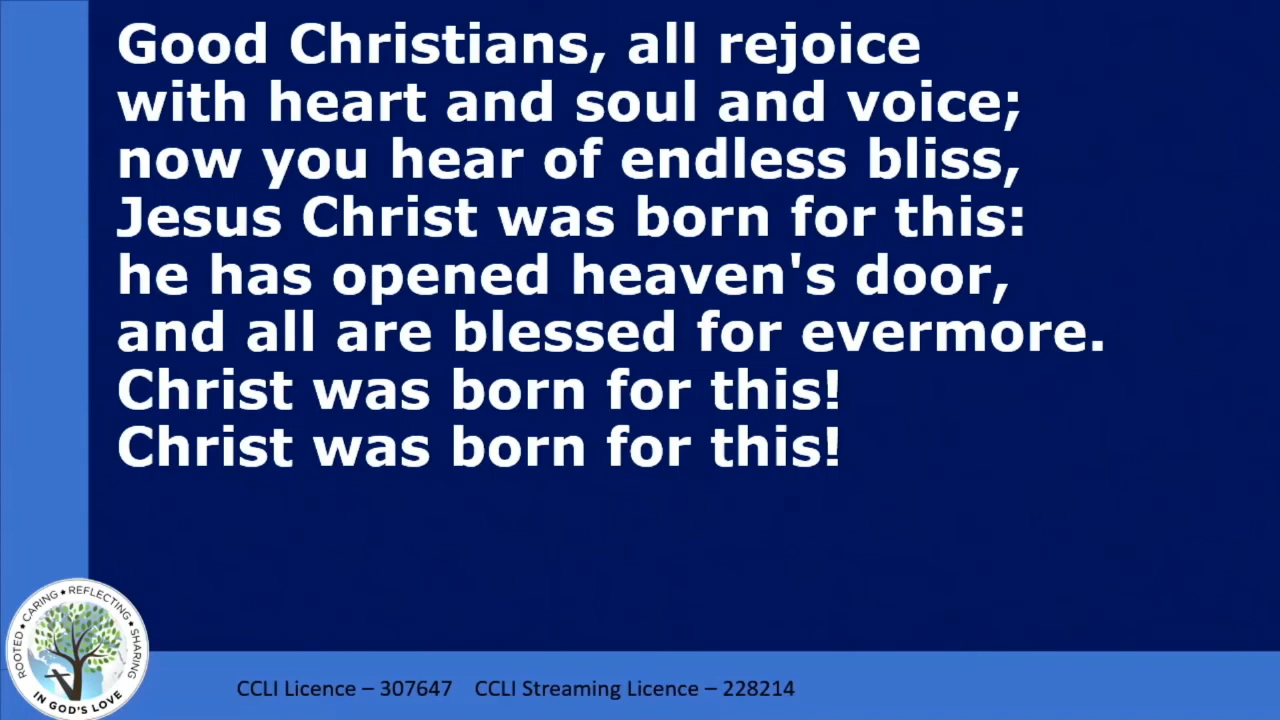 Good Christians, all rejoice
with heart and soul and voice;
now you hear of endless bliss,
Jesus Christ was born for this:
he has opened heaven's door,
and all are blessed for evermore.
Christ was born for this!
Christ was born for this!
ROOTED ★ CARING ★ REFLECTING ★ SHARING
IN GOD'S LOVE
CCLI Licence – 307647 CCLI Streaming Licence – 228214